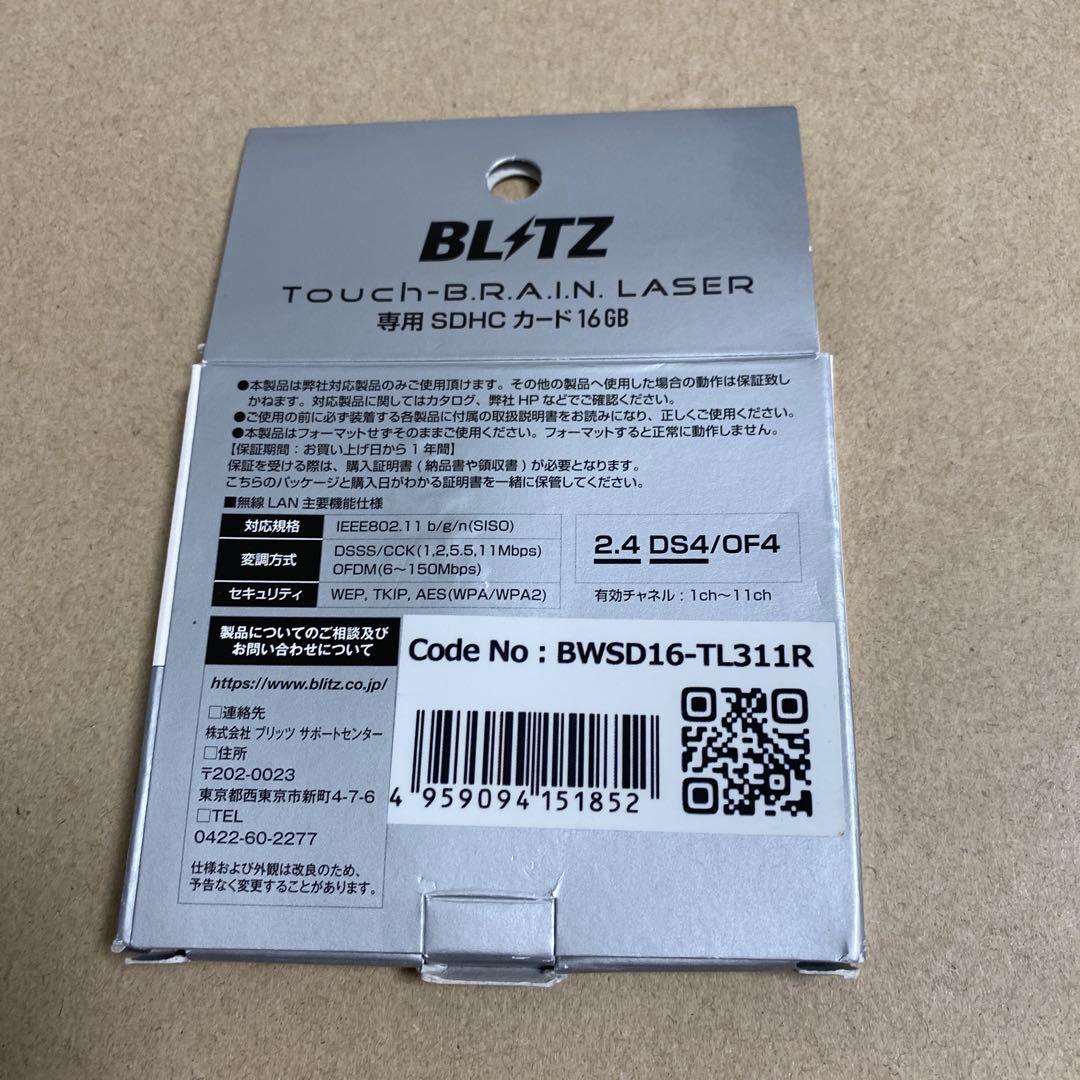 BLITZ
Touch-B.R.A.I.N. LASER
専用 SDHC カード 16GB
●本製品は弊社対応製品のみご使用頂けます。その他の製品へ使用した場合の動作は保証致し
かねます。対応製品に関してはカタログ、弊社 HP などでご確認ください。
●ご使用の前に必ず装着する各製品に付属の取扱説明書をお読みになり、正しくご使用ください。
●本製品はフォーマットせずそのままご使用ください。フォーマットすると正常に動作しません。
【保証期間：お買い上げ日から 1 年間】
保証を受ける際は、購入証明書 ( 納品書や領収書 ) が必要となります。
こちらのパッケージと購入日がわかる証明書を一緒に保管してください。
■無線 LAN 主要機能仕様
対応規格 IEEE802.11 b/g/n(SISO)
変調方式 DSSS/CCK(1,2,5.5,11Mbps)
OFDM(6～150Mbps)
セキュリティ WEP, TKIP, AES(WPA/WPA2)
2.4 DS4/OF4
有効チャネル：1ch～11ch
製品についてのご相談及び
お問い合わせについて
https://www.blitz.co.jp/
□連絡先
株式会社 ブリッツ サポートセンター
□住所
〒202-0023
東京都西東京市新町4-7-6
□TEL
0422-60-2277
仕様および外観は改良のため、
予告なく変更することがあります。
Code No : BWSD16-TL311R
4 959094 151852